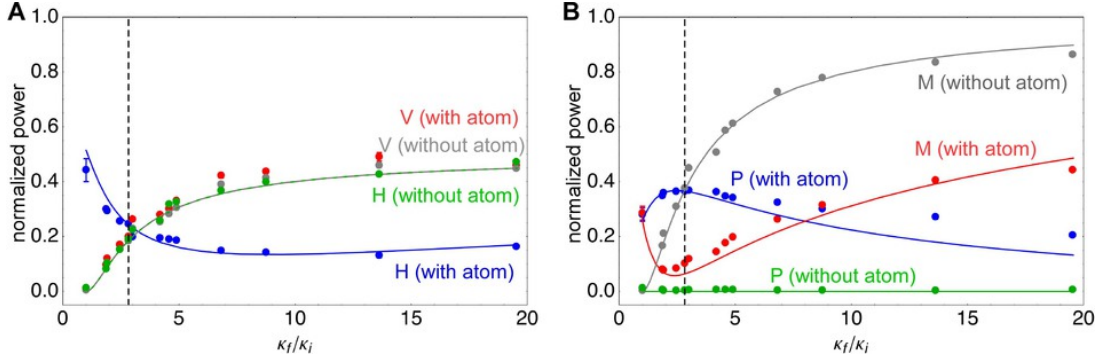 A
1.0
0.8
0.6
0.4
0.2
0.0
normalized power
V (with atom)
V (without atom)
H (without atom)
H (with atom)
0 5 10 15 20
κf/κi
B
1.0
0.8
0.6
0.4
0.2
0.0
normalized power
M (without atom)
M (with atom)
P (with atom)
P (without atom)
0 5 10 15 20
κf/κi